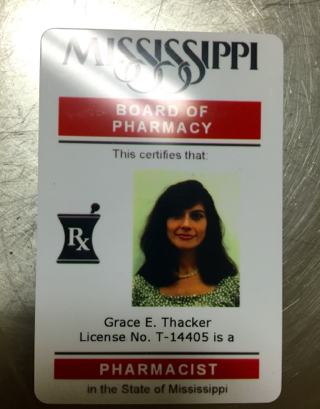 MISSISSIPPI
BOARD OF
PHARMACY
This certifies that:
Rx
Grace E. Thacker
License No. T-14405 is a
PHARMACIST
in the State of Mississippi